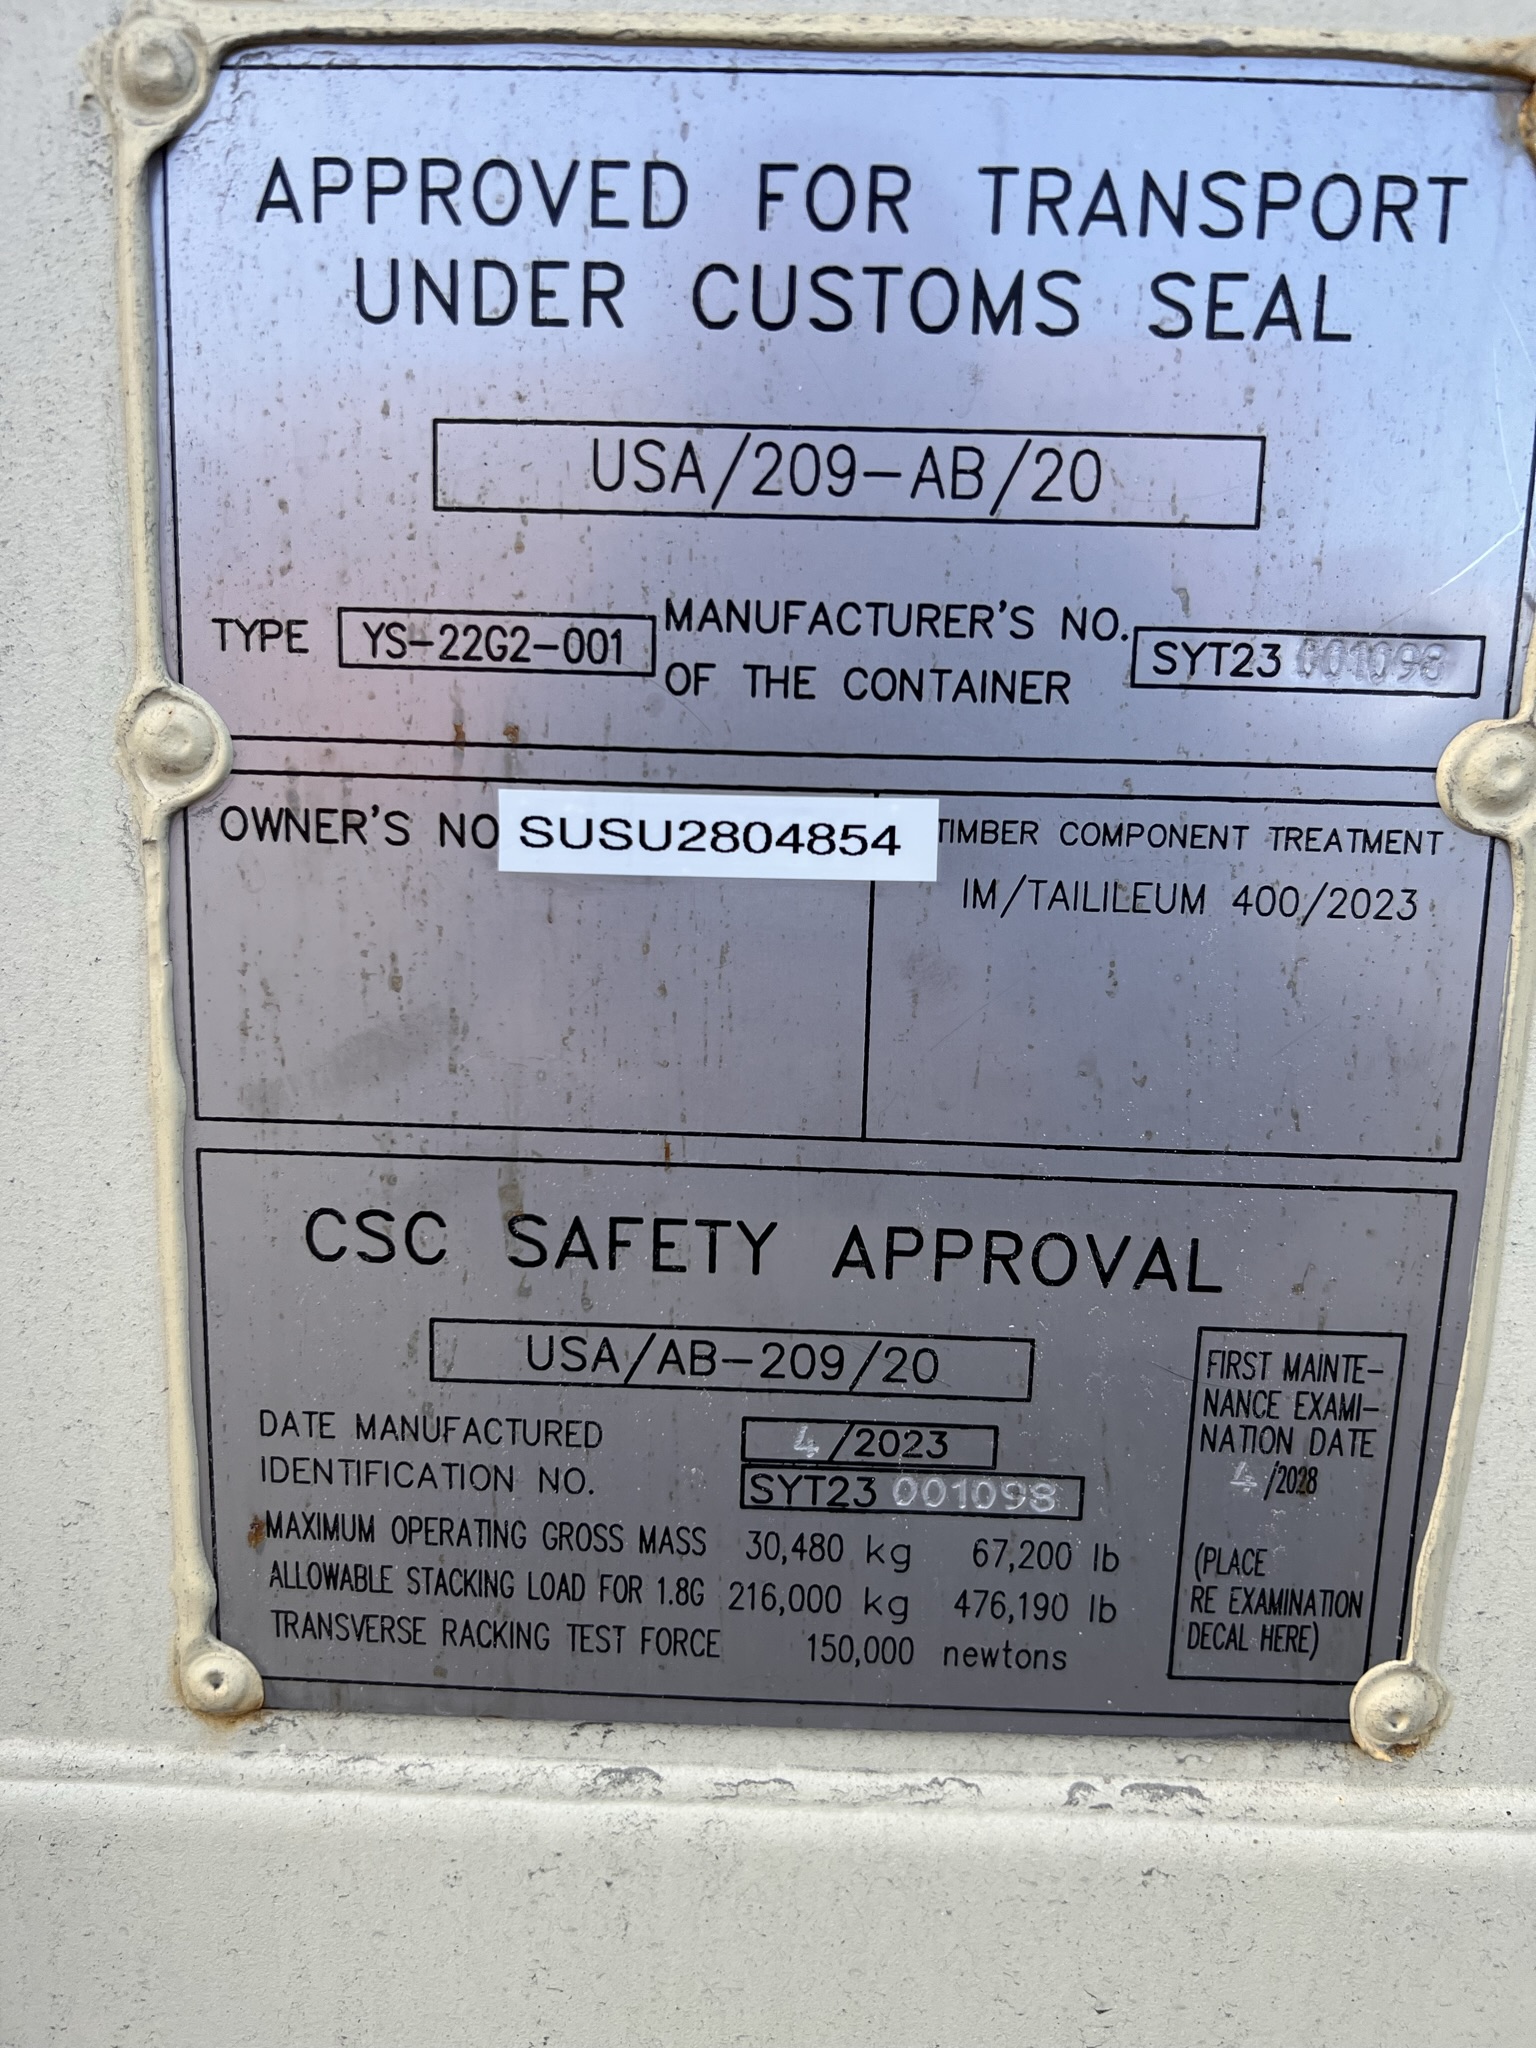 APPROVED FOR TRANSPORT
UNDER CUSTOMS SEAL
USA/209-AB/20
TYPE YS-22G2-001 MANUFACTURER'S NO. OF THE CONTAINER SYT23 001098
OWNER'S NO SUSU2804854
TIMBER COMPONENT TREATMENT
IM/TAILILEUM 400/2023
CSC SAFETY APPROVAL
USA/AB-209/20
DATE MANUFACTURED 4/2023
IDENTIFICATION NO. SYT23 001098
MAXIMUM OPERATING GROSS MASS 30,480 kg 67,200 lb
ALLOWABLE STACKING LOAD FOR 1.8G 216,000 kg 476,190 lb
TRANSVERSE RACKING TEST FORCE 150,000 newtons
FIRST MAINTE-
NANCE EXAMI-
NATION DATE
4/2028
(PLACE
RE EXAMINATION
DECAL HERE)